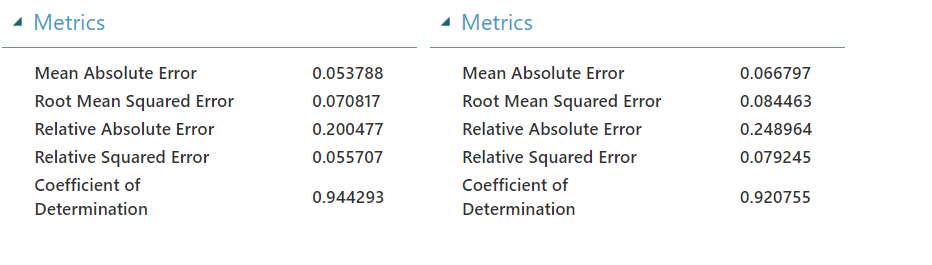 Metrics
Mean Absolute Error 0.053788
Root Mean Squared Error 0.070817
Relative Absolute Error 0.200477
Relative Squared Error 0.055707
Coefficient of
Determination 0.944293
Metrics
Mean Absolute Error 0.066797
Root Mean Squared Error 0.084463
Relative Absolute Error 0.248964
Relative Squared Error 0.079245
Coefficient of
Determination 0.920755